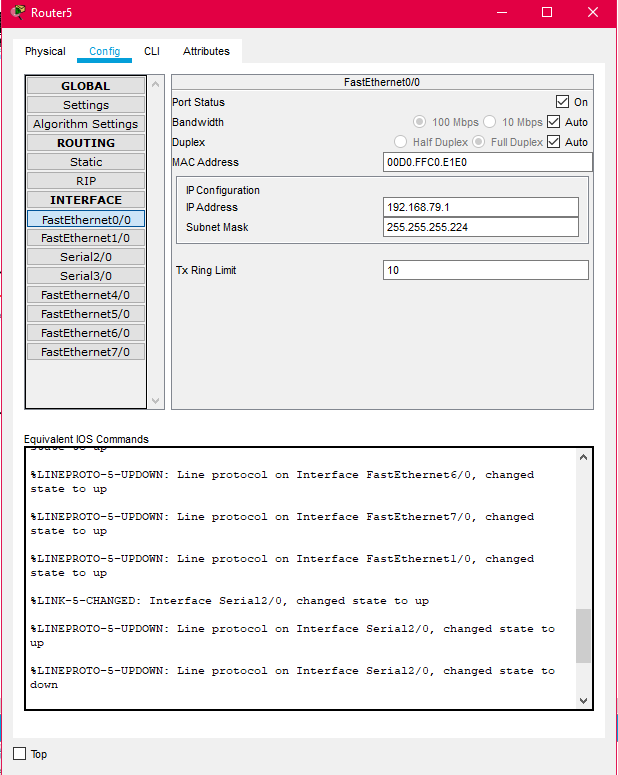 Router5
Physical Config CLI Attributes
GLOBAL
Settings
Algorithm Settings
ROUTING
Static
RIP
INTERFACE
FastEthernet0/0
FastEthernet1/0
Serial2/0
Serial3/0
FastEthernet4/0
FastEthernet5/0
FastEthernet6/0
FastEthernet7/0
FastEthernet0/0
Port Status On
Bandwidth 100 Mbps 10 Mbps Auto
Duplex Half Duplex Full Duplex Auto
MAC Address 00D0.FFC0.E1E0
IP Configuration
IP Address 192.168.79.1
Subnet Mask 255.255.255.224
Tx Ring Limit 10
Equivalent IOS Commands
state to up
%LINEPROTO-5-UPDOWN: Line protocol on Interface FastEthernet6/0, changed
state to up
%LINEPROTO-5-UPDOWN: Line protocol on Interface FastEthernet7/0, changed
state to up
%LINEPROTO-5-UPDOWN: Line protocol on Interface FastEthernet1/0, changed
state to up
%LINK-5-CHANGED: Interface Serial2/0, changed state to up
%LINEPROTO-5-UPDOWN: Line protocol on Interface Serial2/0, changed state to
up
%LINEPROTO-5-UPDOWN: Line protocol on Interface Serial2/0, changed state to
down
Top